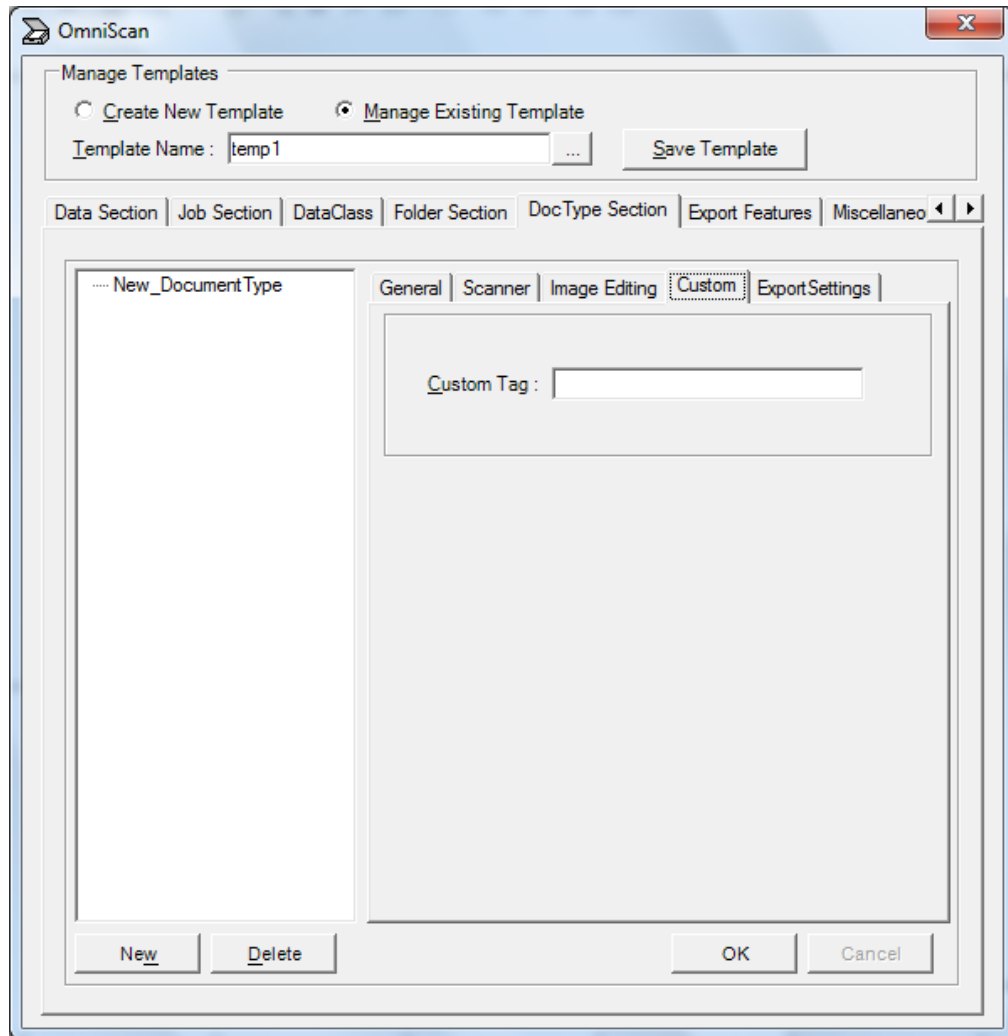 OmniScan
Manage Templates
Create New Template Manage Existing Template
Template Name : temp1 ... Save Template
Data Section Job Section DataClass Folder Section DocType Section Export Features Miscellaneo
New_DocumentType
General Scanner Image Editing Custom ExportSettings
Custom Tag :
New Delete OK Cancel